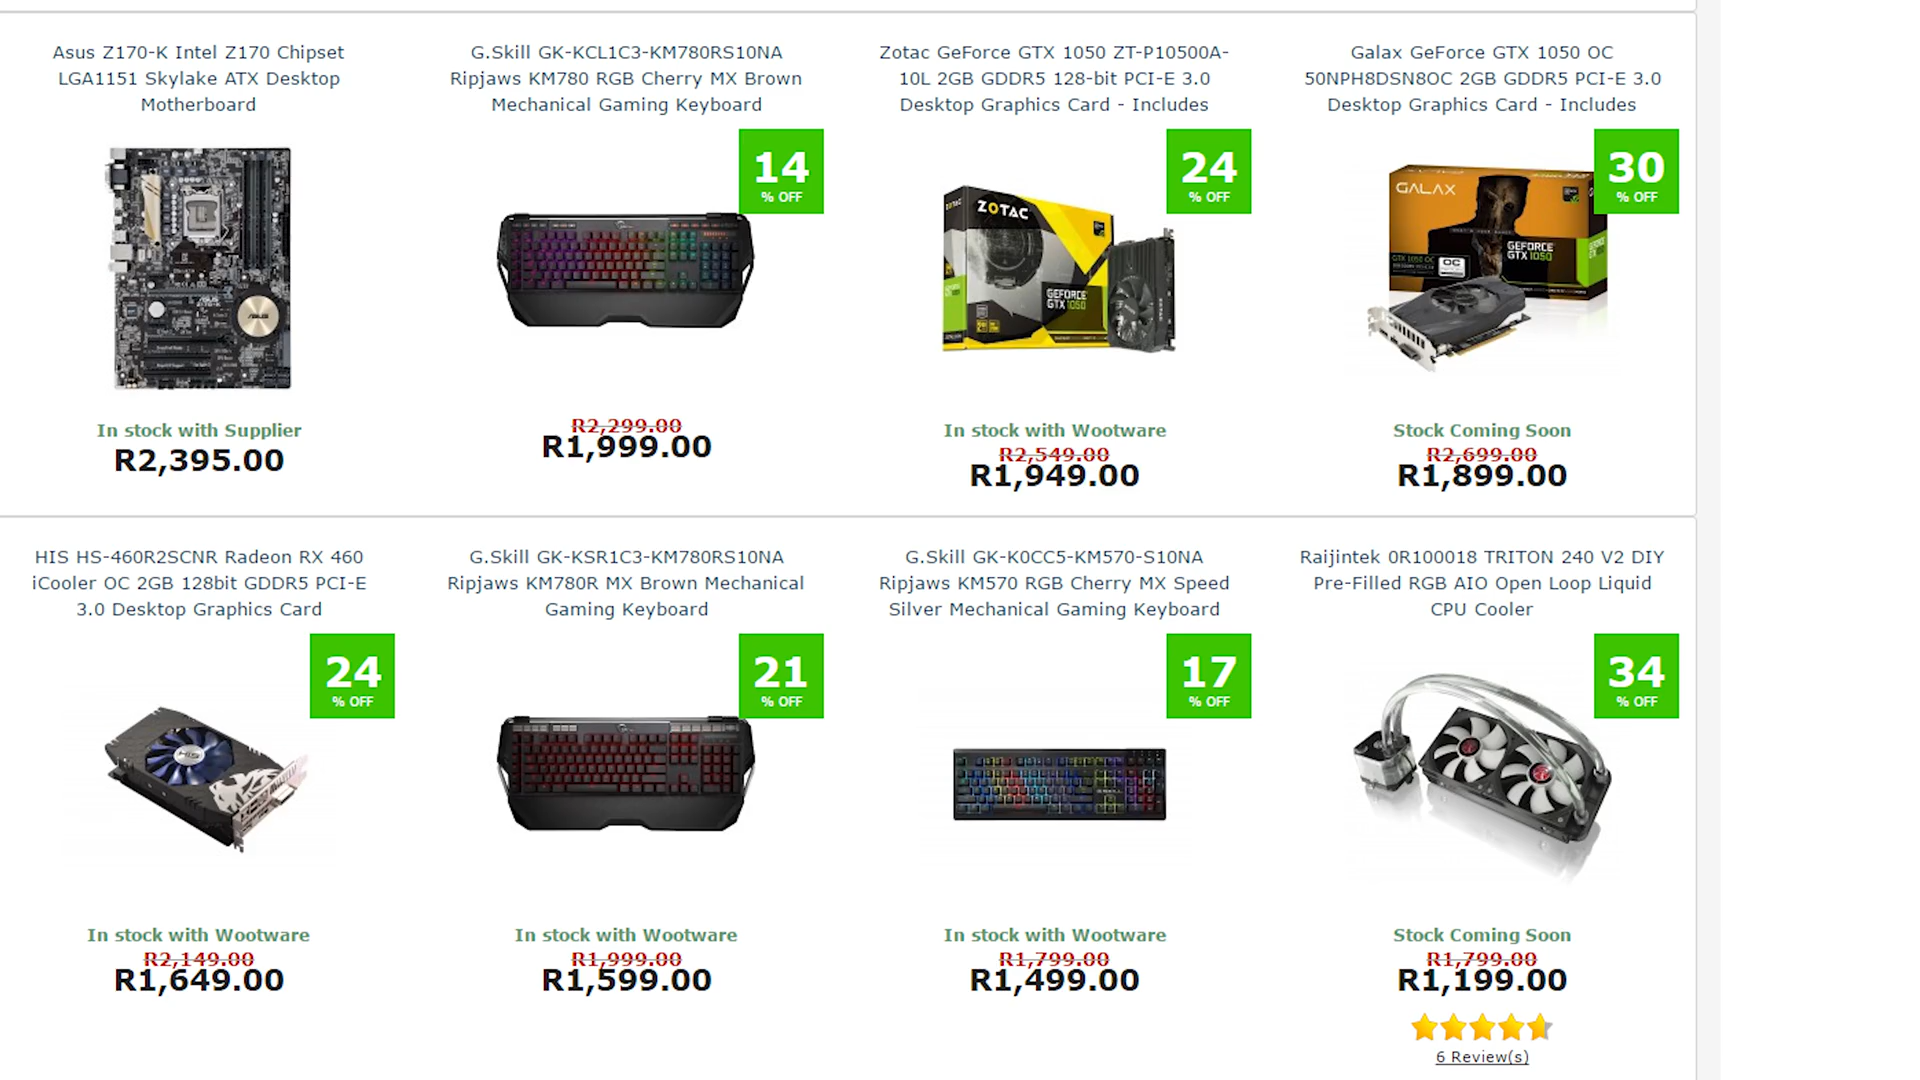 Asus Z170-K Intel Z170 Chipset
LGA1151 Skylake ATX Desktop
Motherboard
In stock with Supplier
R2,395.00
G.Skill GK-KCL1C3-KM780RS10NA
Ripjaws KM780 RGB Cherry MX Brown
Mechanical Gaming Keyboard
14
% OFF
R2,299.00
R1,999.00
Zotac GeForce GTX 1050 ZT-P10500A-
10L 2GB GDDR5 128-bit PCI-E 3.0
Desktop Graphics Card - Includes
24
% OFF
ZOTAC
GEFORCE
GTX 1050
In stock with Wootware
R2,549.00
R1,949.00
Galax GeForce GTX 1050 OC
50NPH8DSN8OC 2GB GDDR5 PCI-E 3.0
Desktop Graphics Card - Includes
30
% OFF
GALAX
GEFORCE
GTX 1050
GTX 1050 OC
OC
Stock Coming Soon
R2,699.00
R1,899.00
HIS HS-460R2SCNR Radeon RX 460
iCooler OC 2GB 128bit GDDR5 PCI-E
3.0 Desktop Graphics Card
24
% OFF
HIS
In stock with Wootware
R2,149.00
R1,649.00
G.Skill GK-KSR1C3-KM780RS10NA
Ripjaws KM780R MX Brown Mechanical
Gaming Keyboard
21
% OFF
In stock with Wootware
R1,999.00
R1,599.00
G.Skill GK-K0CC5-KM570-S10NA
Ripjaws KM570 RGB Cherry MX Speed
Silver Mechanical Gaming Keyboard
17
% OFF
In stock with Wootware
R1,799.00
R1,499.00
Raijintek 0R100018 TRITON 240 V2 DIY
Pre-Filled RGB AIO Open Loop Liquid
CPU Cooler
34
% OFF
Stock Coming Soon
R1,799.00
R1,199.00
6 Review(s)